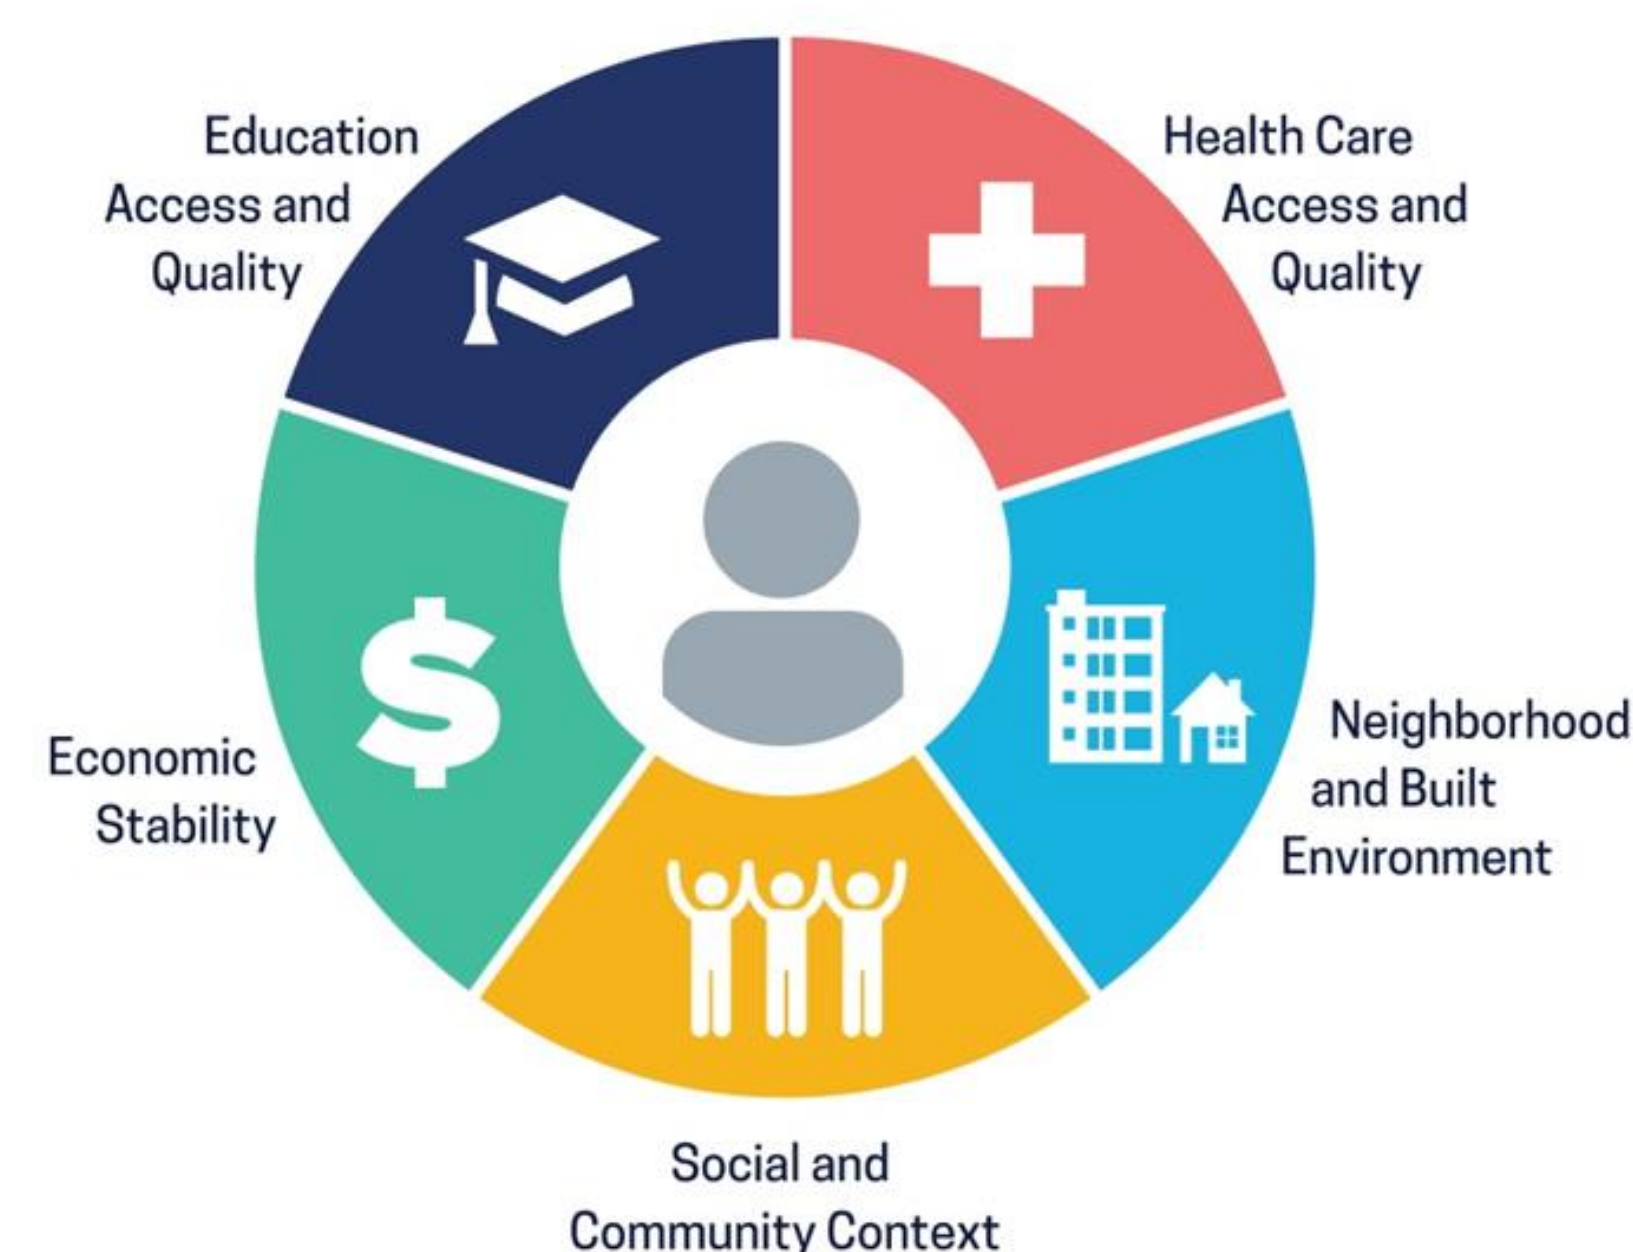 Education
Access and
Quality
Health Care
Access and
Quality
Economic
Stability
Neighborhood
and Built
Environment
Social and
Community Context